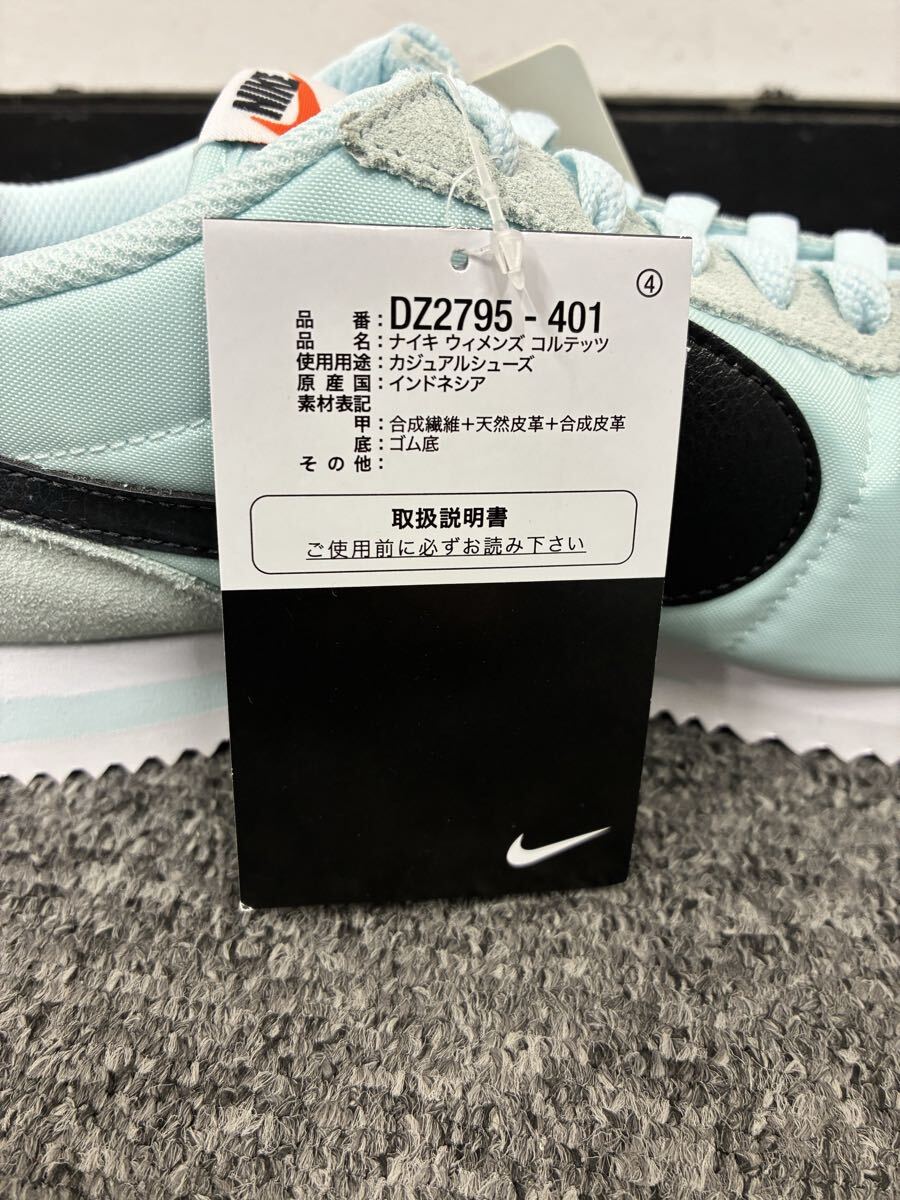 NIKE
④
品番：DZ2795 - 401
品名：ナイキ ウィメンズ コルテッツ
使用用途：カジュアルシューズ
原産国：インドネシア
素材表記
甲：合成繊維＋天然皮革＋合成皮革
底：ゴム底
その他：
取扱説明書
ご使用前に必ずお読み下さい